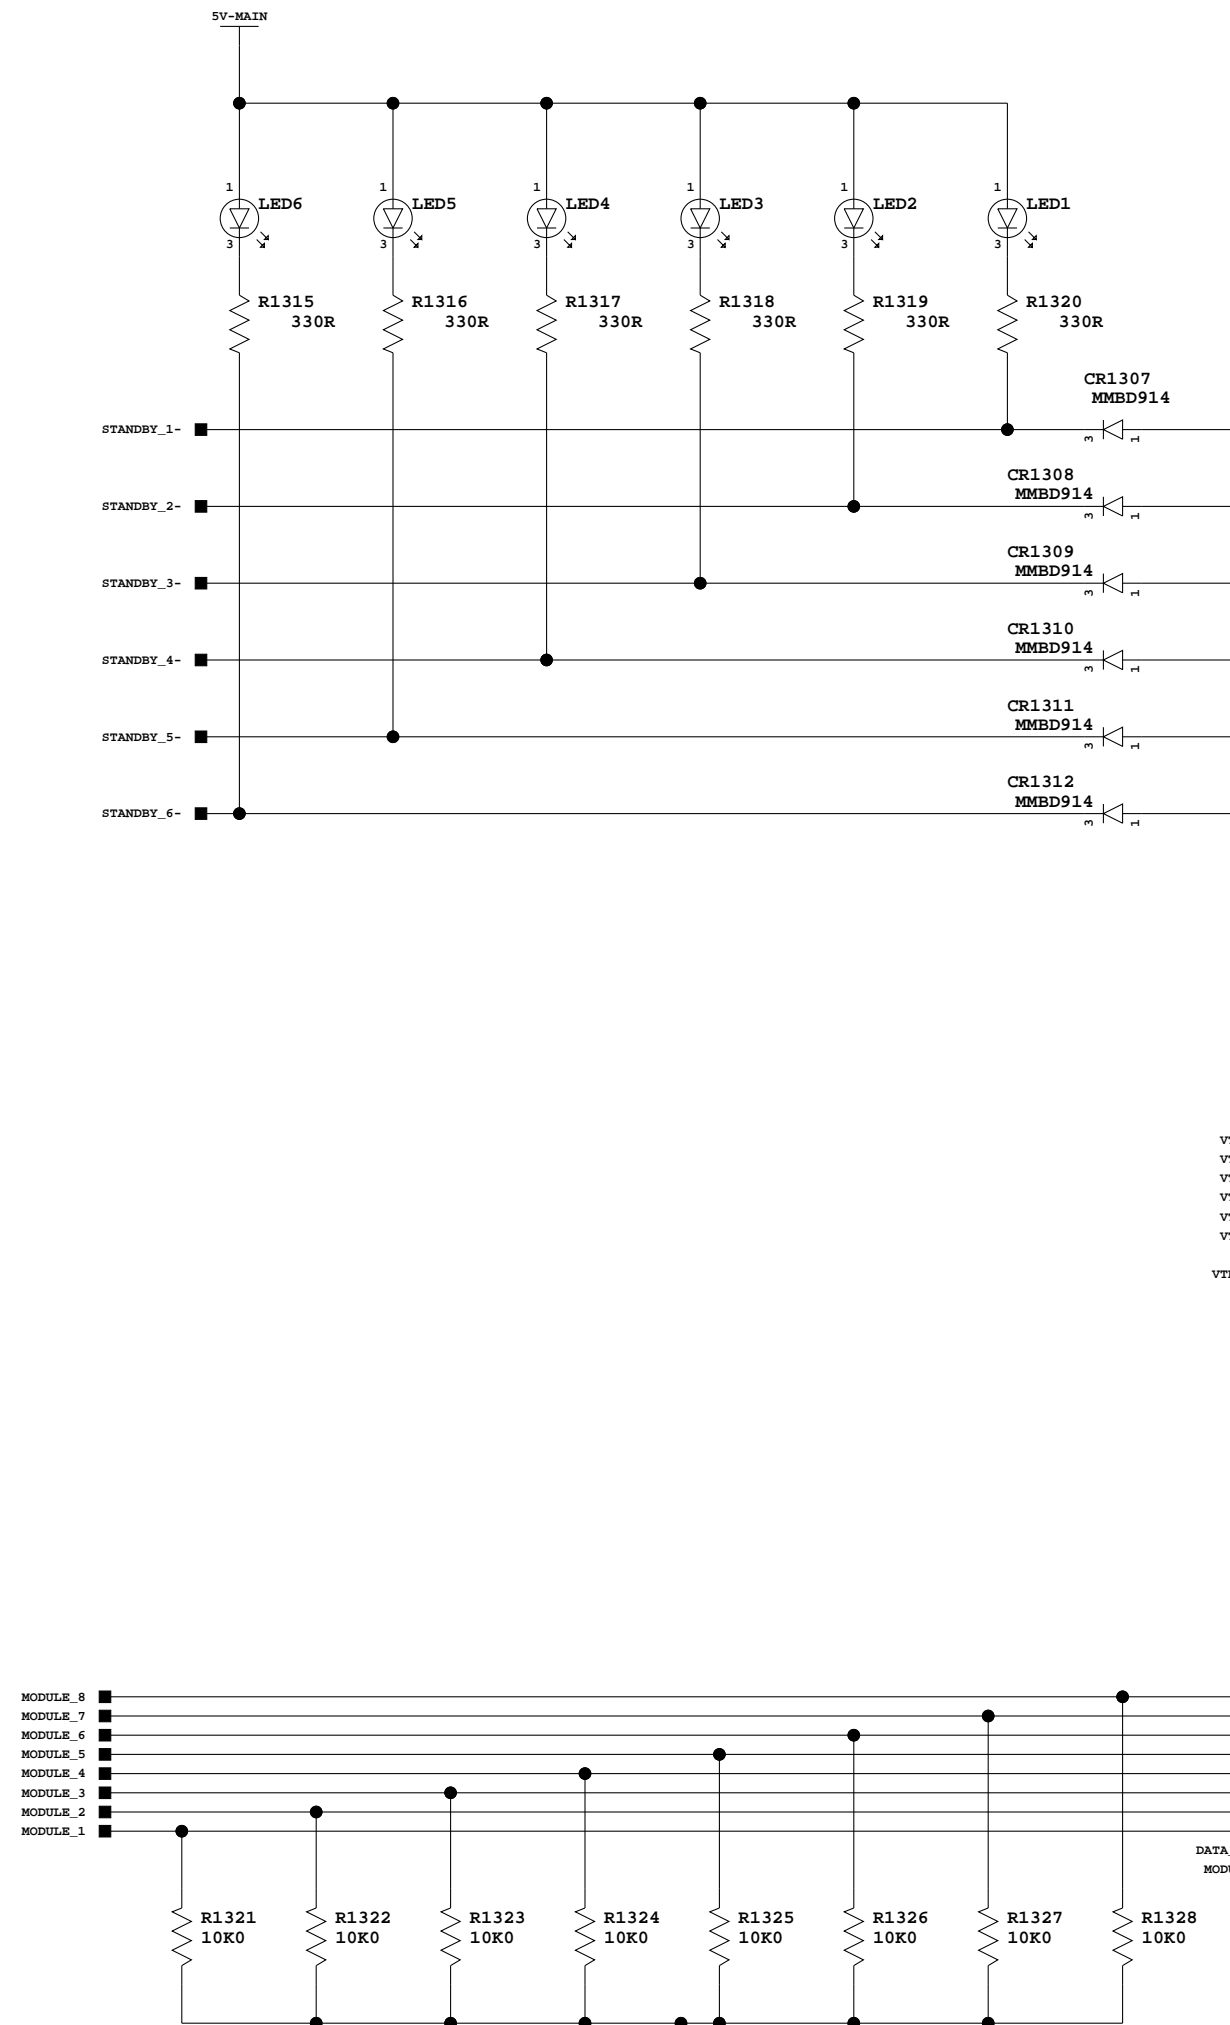 5V-MAIN
1 1 1 1 1 1
LED6 LED5 LED4 LED3 LED2 LED1
3 3 3 3 3 3
R1315 R1316 R1317 R1318 R1319 R1320
330R 330R 330R 330R 330R 330R
CR1307
MMBD914
STANDBY_1-
3 1
CR1308
MMBD914
STANDBY_2-
3 1
CR1309
MMBD914
STANDBY_3-
3 1
CR1310
MMBD914
STANDBY_4-
3 1
CR1311
MMBD914
STANDBY_5-
3 1
CR1312
MMBD914
STANDBY_6-
3 1
MODULE_8
MODULE_7
MODULE_6
MODULE_5
MODULE_4
MODULE_3
MODULE_2
MODULE_1
DATA_
R1321 R1322 R1323 R1324 R1325 R1326 R1327 R1328
10K0 10K0 10K0 10K0 10K0 10K0 10K0 10K0